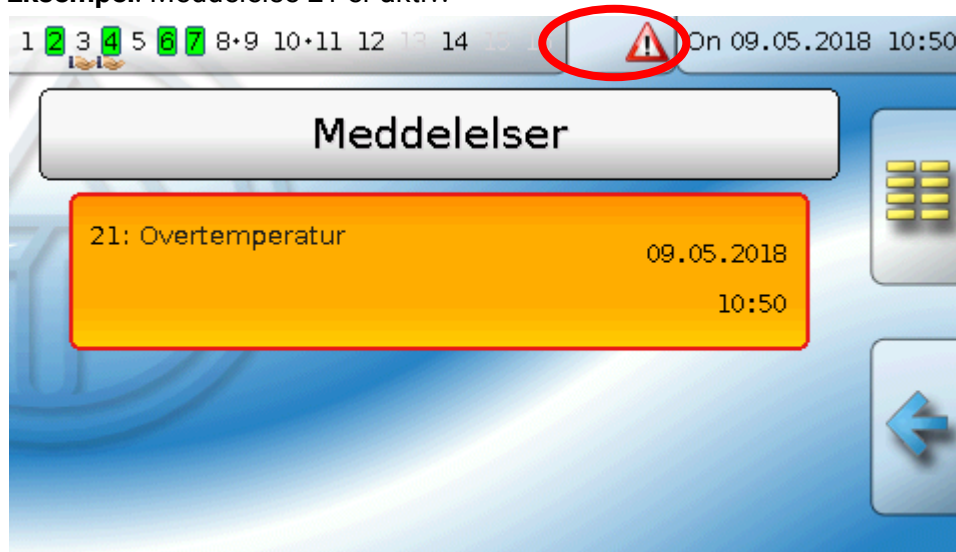 Eksempel: Meddelelse 21 er aktiv.
1 2 3 4 5 6 7 8•9 10•11 12 13 14 On 09.05.2018 10:50
Meddelelser
21: Overtemperatur
09.05.2018
10:50